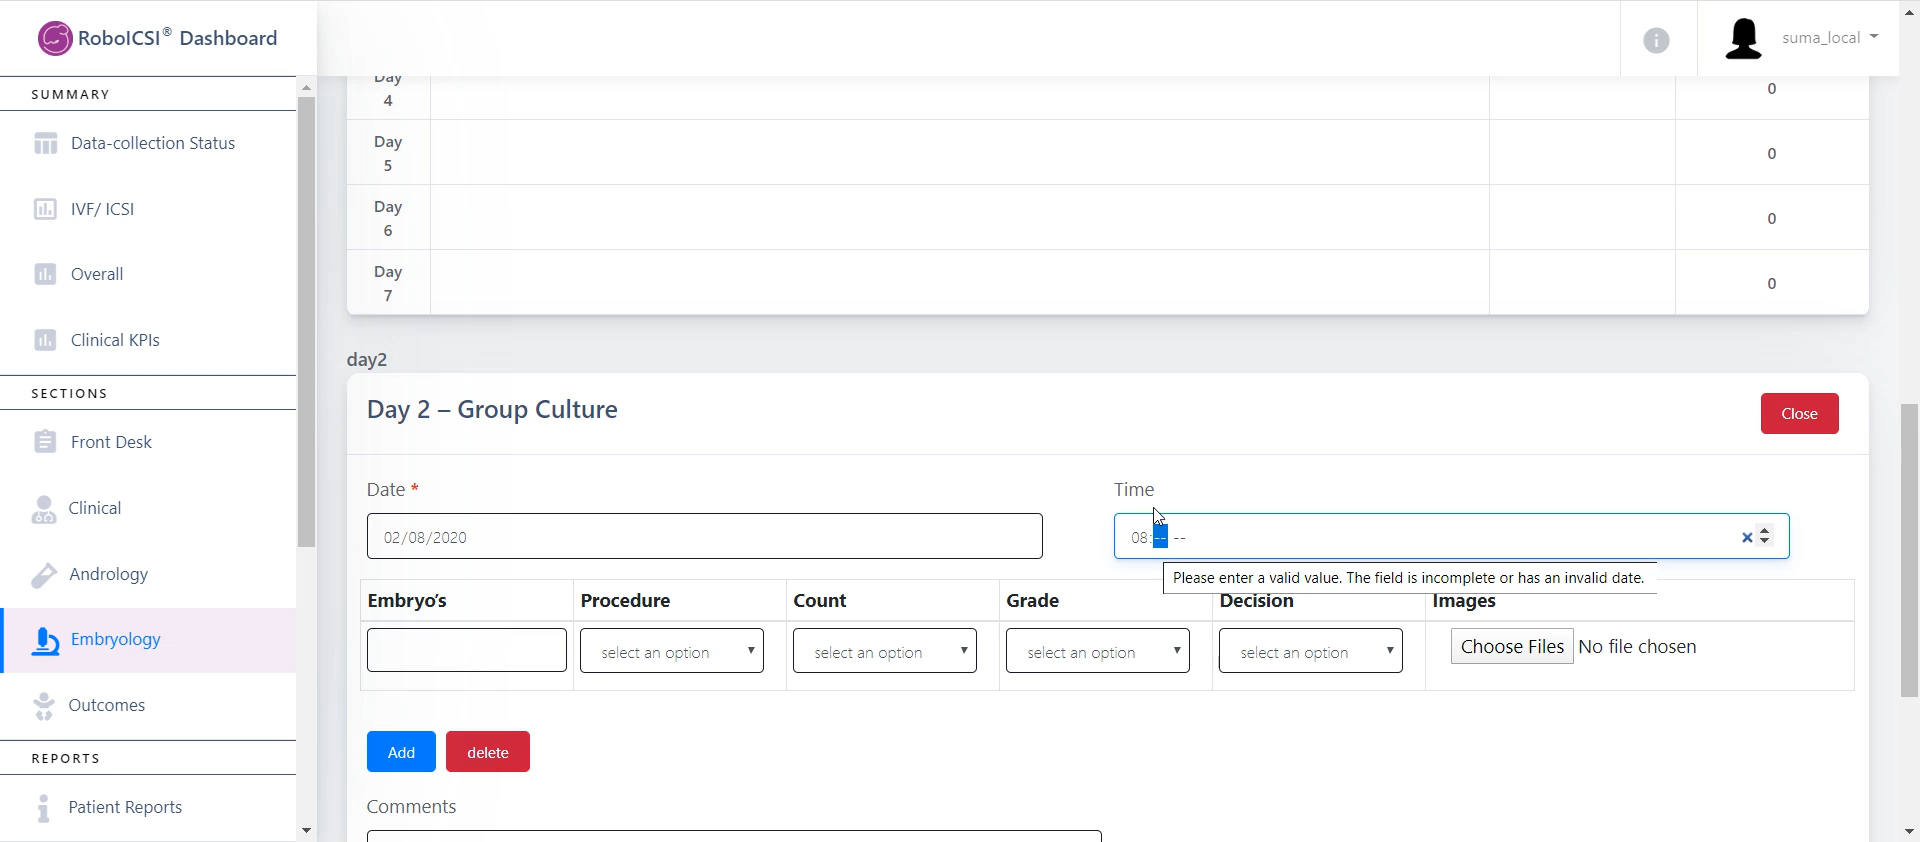 RoboICSI® Dashboard
suma_local
SUMMARY
Data-collection Status
IVF/ ICSI
Overall
Clinical KPIs
SECTIONS
Front Desk
Clinical
Andrology
Embryology
Outcomes
REPORTS
Patient Reports
Day
4
0
Day
5
0
Day
6
0
Day
7
0
day2
Day 2 – Group Culture
Close
Date *
Time
02/08/2020
08:-- --
Please enter a valid value. The field is incomplete or has an invalid date.
Embryo's Procedure Count Grade Decision Images
select an option select an option select an option select an option Choose Files No file chosen
Add delete
Comments